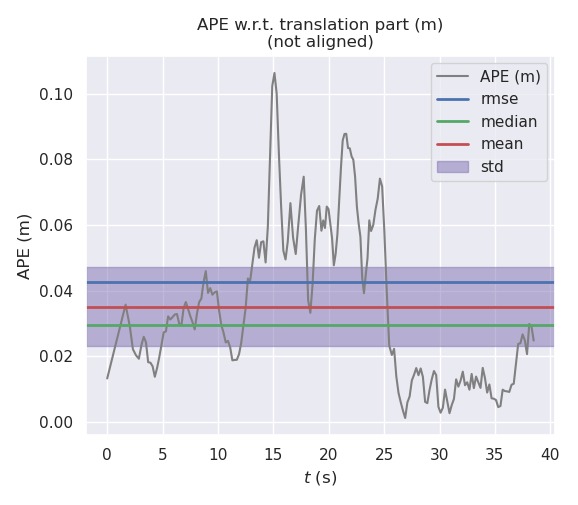 APE w.r.t. translation part (m)
(not aligned)
APE (m)
rmse
median
mean
std
APE (m)
0.10
0.08
0.06
0.04
0.02
0.00
0 5 10 15 20 25 30 35 40
t (s)